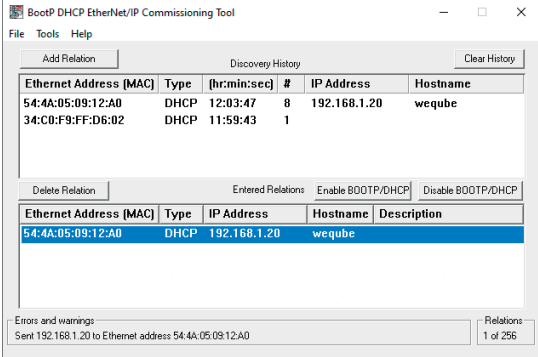 BootP DHCP EtherNet/IP Commissioning Tool
File Tools Help
Add Relation Discovery History Clear History
Ethernet Address (MAC) Type (hr:min:sec) # IP Address Hostname
54:4A:05:09:12:A0 DHCP 12:03:47 8 192.168.1.20 weqube
34:C0:F9:FF:D6:02 DHCP 11:59:43 1
Delete Relation Entered Relations Enable BOOTP/DHCP Disable BOOTP/DHCP
Ethernet Address (MAC) Type IP Address Hostname Description
54:4A:05:09:12:A0 DHCP 192.168.1.20 weqube
Errors and warnings Relations
Sent 192.168.1.20 to Ethernet address 54:4A:05:09:12:A0 1 of 256